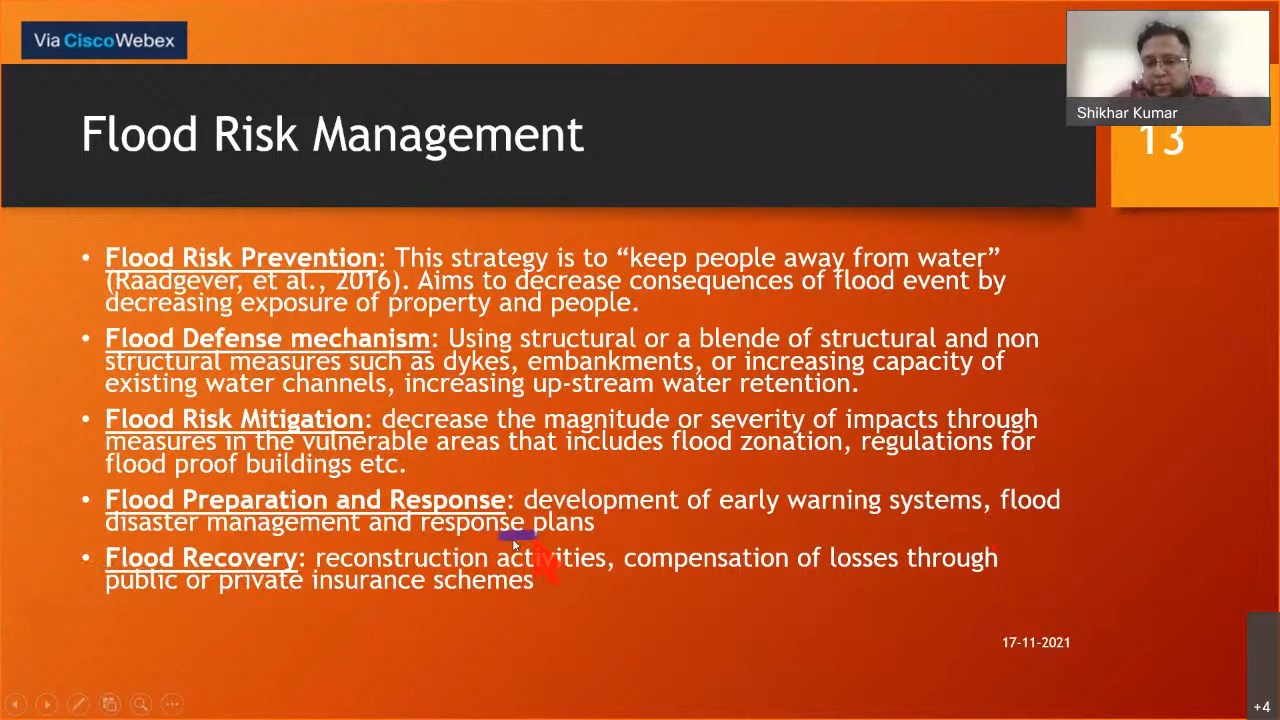 Via CiscoWebex
Shikhar Kumar
Flood Risk Management
13
• Flood Risk Prevention: This strategy is to “keep people away from water”
(Raadgever, et al., 2016). Aims to decrease consequences of flood event by
decreasing exposure of property and people.
• Flood Defense mechanism: Using structural or a blende of structural and non
structural measures such as dykes, embankments, or increasing capacity of
existing water channels, increasing up-stream water retention.
• Flood Risk Mitigation: decrease the magnitude or severity of impacts through
measures in the vulnerable areas that includes flood zonation, regulations for
flood proof buildings etc.
• Flood Preparation and Response: development of early warning systems, flood
disaster management and response plans
• Flood Recovery: reconstruction activities, compensation of losses through
public or private insurance schemes
17-11-2021
+4